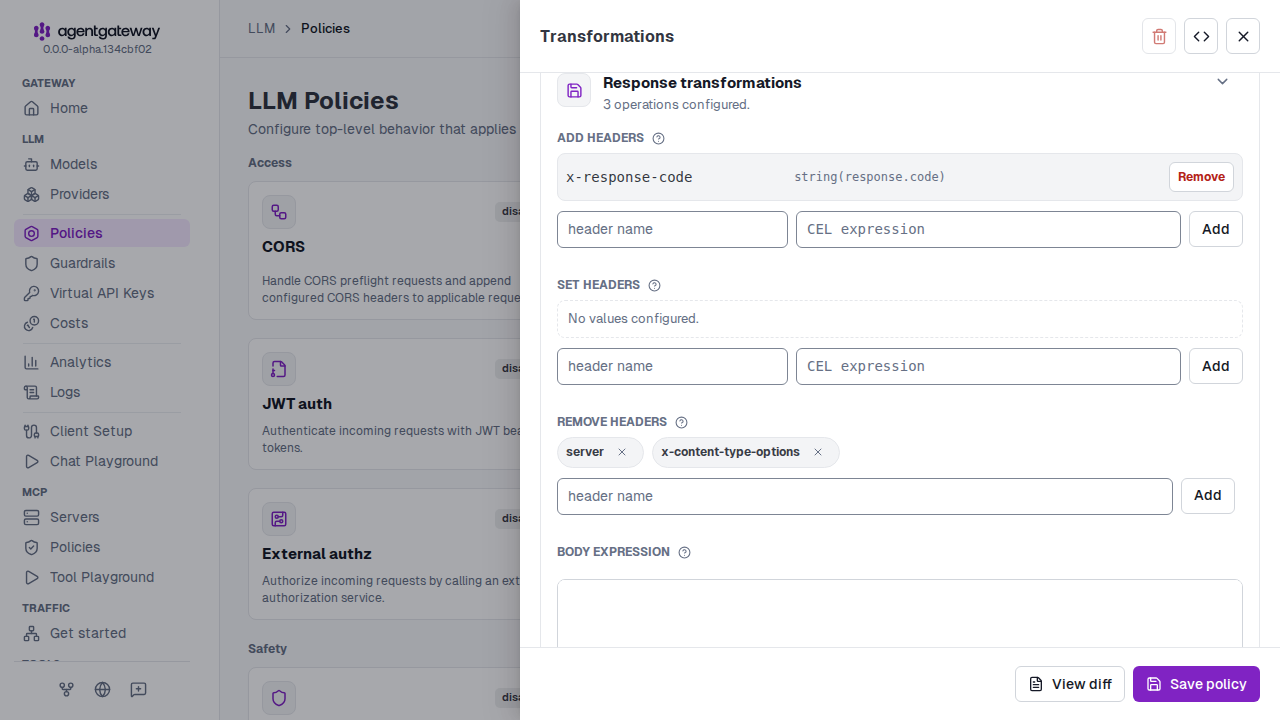 agentgateway
0.0.0-alpha.134cbf02
GATEWAY
Home
LLM
Models
Providers
Policies
Guardrails
Virtual API Keys
Costs
Analytics
Logs
Client Setup
Chat Playground
MCP
Servers
Policies
Tool Playground
TRAFFIC
Get started
LLM
Policies
LLM Policies
Configure top-level behavior that applies
Access
CORS
Handle CORS preflight requests and append
configured CORS headers to applicable
JWT auth
Authenticate incoming requests with JWT
tokens.
External authz
Authorize incoming requests by calling an
authorization service.
Safety
Transformations
Response transformations
3 operations configured.
ADD HEADERS
x-response-code string(response.code) Remove
header name CEL expression Add
SET HEADERS
No values configured.
header name CEL expression Add
REMOVE HEADERS
server x-content-type-options
header name Add
BODY EXPRESSION
View diff Save policy